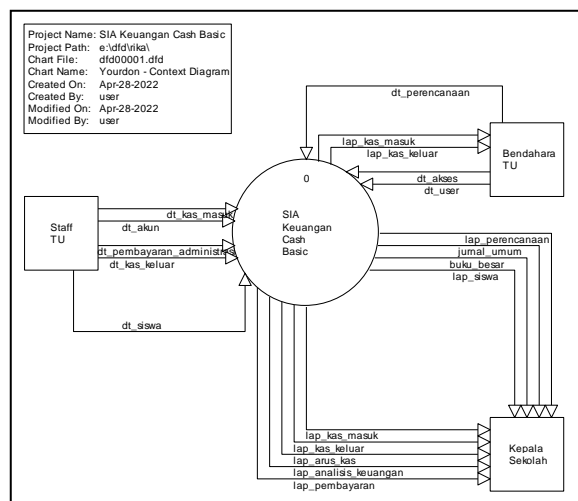 Project Name: SIA Keuangan Cash Basic
Project Path: e:\dfd\rika\
Chart File: dfd00001.dfd
Chart Name: Yourdon - Context Diagram
Created On: Apr-28-2022
Created By: user
Modified On: Apr-28-2022
Modified By: user
dt_perencanaan
lap_kas_masuk
lap_kas_keluar
Bendahara
TU
dt_akses
dt_user
0
SIA
Keuangan
Cash
Basic
Staff
TU
dt_kas_masuk
dt_akun
dt_pembayaran_administras
dt_kas_keluar
dt_siswa
lap_perencanaan
jurnal_umum
buku_besar
lap_siswa
lap_kas_masuk
lap_kas_keluar
lap_arus_kas
lap_analisis_keuangan
lap_pembayaran
Kepala
Sekolah